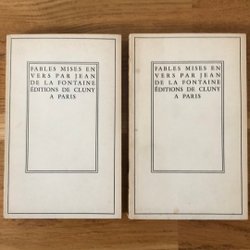 FABLES MISES EN
VERS PAR JEAN
DE LA FONTAINE
ÉDITIONS DE CLUNY
A PARIS
FABLES MISES EN
VERS PAR JEAN
DE LA FONTAINE
ÉDITIONS DE CLUNY
A PARIS